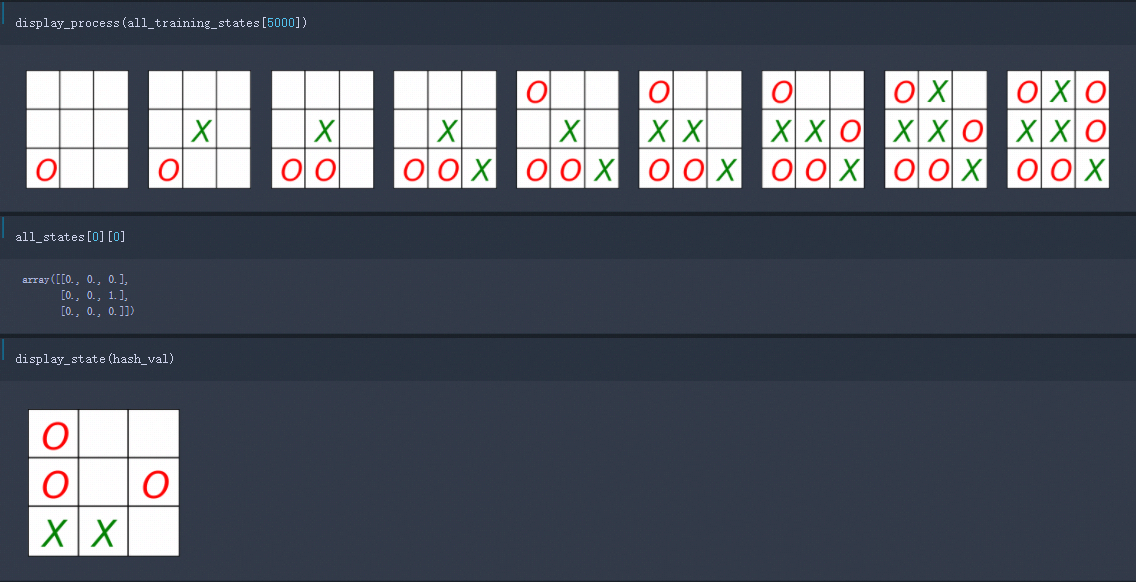 display_process(all_training_states[5000])
O X O O O X O X O O X O X O
X X X X X X X X O X X O X X O
O O O O O O X O O X O O X O O X O O X O O X
all_states[0][0]
array([[0., 0., 0.],
[0., 0., 1.],
[0., 0., 0.]])
display_state(hash_val)
O
O O
X X